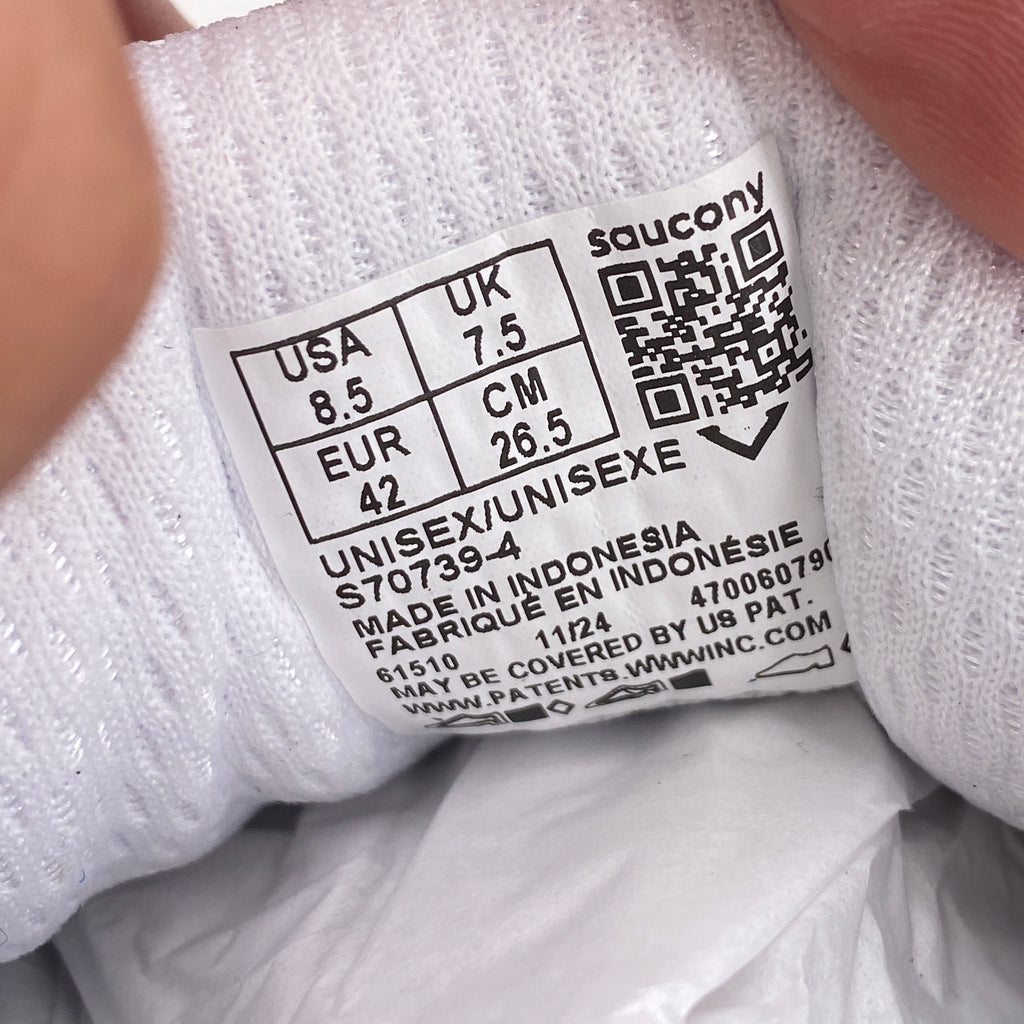 saucony
USA UK
8.5 7.5
EUR CM
42 26.5
UNISEX/UNISEXE
S70739-4
MADE IN INDONESIA
FABRIQUÉ EN INDONÉSIE
61510 11/24 470060790
MAY BE COVERED BY US PAT.
WWW.PATENTS.WWWINC.COM